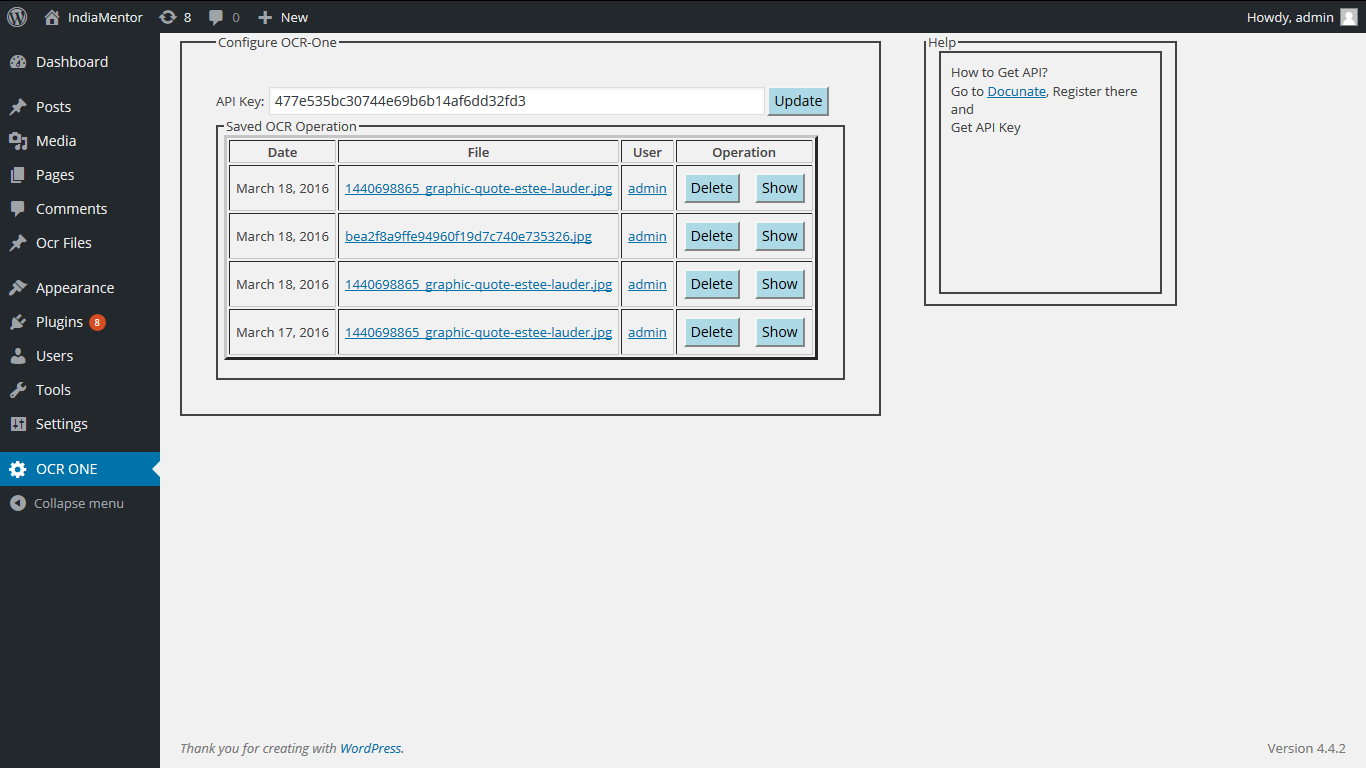 IndiaMentor 8 0 New Howdy, admin
Dashboard
Posts
Media
Pages
Comments
Ocr Files
Appearance
Plugins 8
Users
Tools
Settings
OCR ONE
Collapse menu
Configure OCR-One
API Key: 477e535bc30744e69b6b14af6dd32fd3 Update
Saved OCR Operation
Date File User Operation
March 18, 2016 1440698865_graphic-quote-estee-lauder.jpg admin Delete Show
March 18, 2016 bea2f8a9ffe94960f19d7c740e735326.jpg admin Delete Show
March 18, 2016 1440698865_graphic-quote-estee-lauder.jpg admin Delete Show
March 17, 2016 1440698865_graphic-quote-estee-lauder.jpg admin Delete Show
Help
How to Get API?
Go to Docunate, Register there
and
Get API Key
Thank you for creating with WordPress.
Version 4.4.2